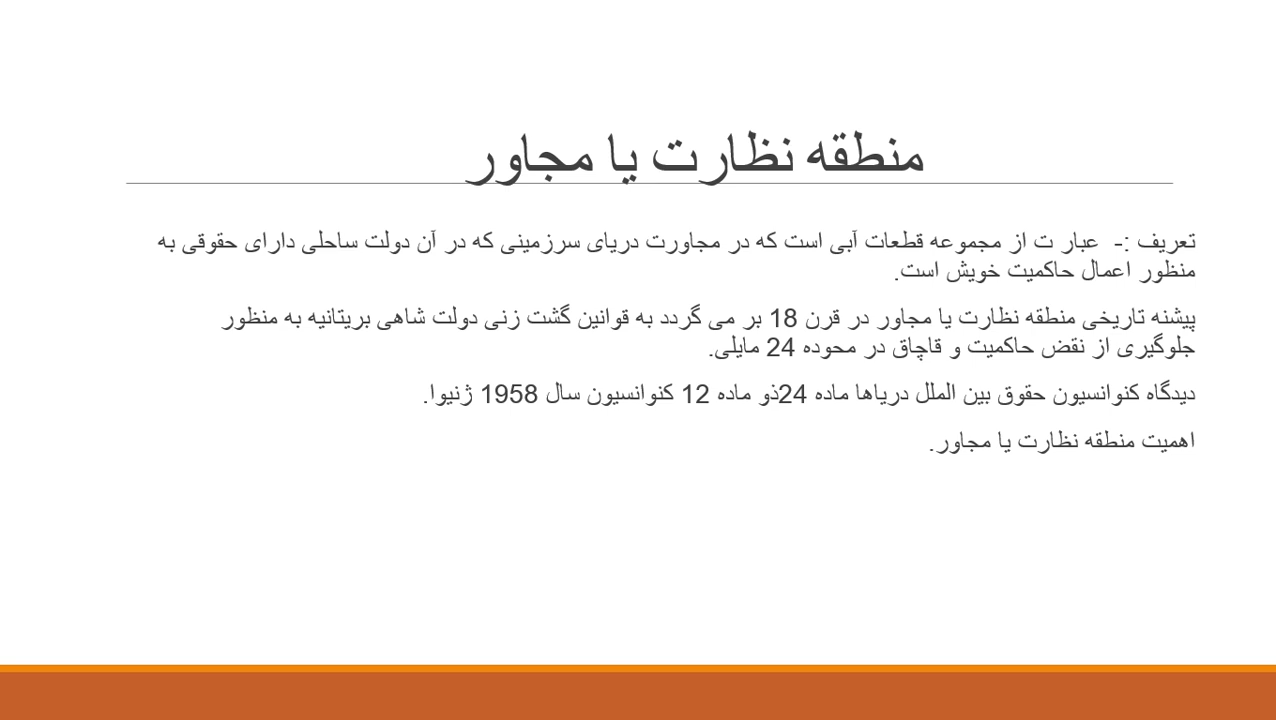 منطقه نظارت یا مجاور
تعریف :-  عبار ت از مجموعه قطعات آبی است که در مجاورت دریای سرزمینی که در آن دولت ساحلی دارای حقوقی به
منظور اعمال حاکمیت خویش است.
پیشنه تاریخی منطقه نظارت یا مجاور در قرن 18 بر می گردد به قوانین گشت زنی دولت شاهی بریتانیه به منظور
جلوگیری از نقض حاکمیت و قاچاق در محوده 24 مایلی.
دیدگاه کنوانسیون حقوق بین الملل دریاها ماده 24ذو ماده 12 کنوانسیون سال 1958 ژنیوا.
اهمیت منطقه نظارت یا مجاور.